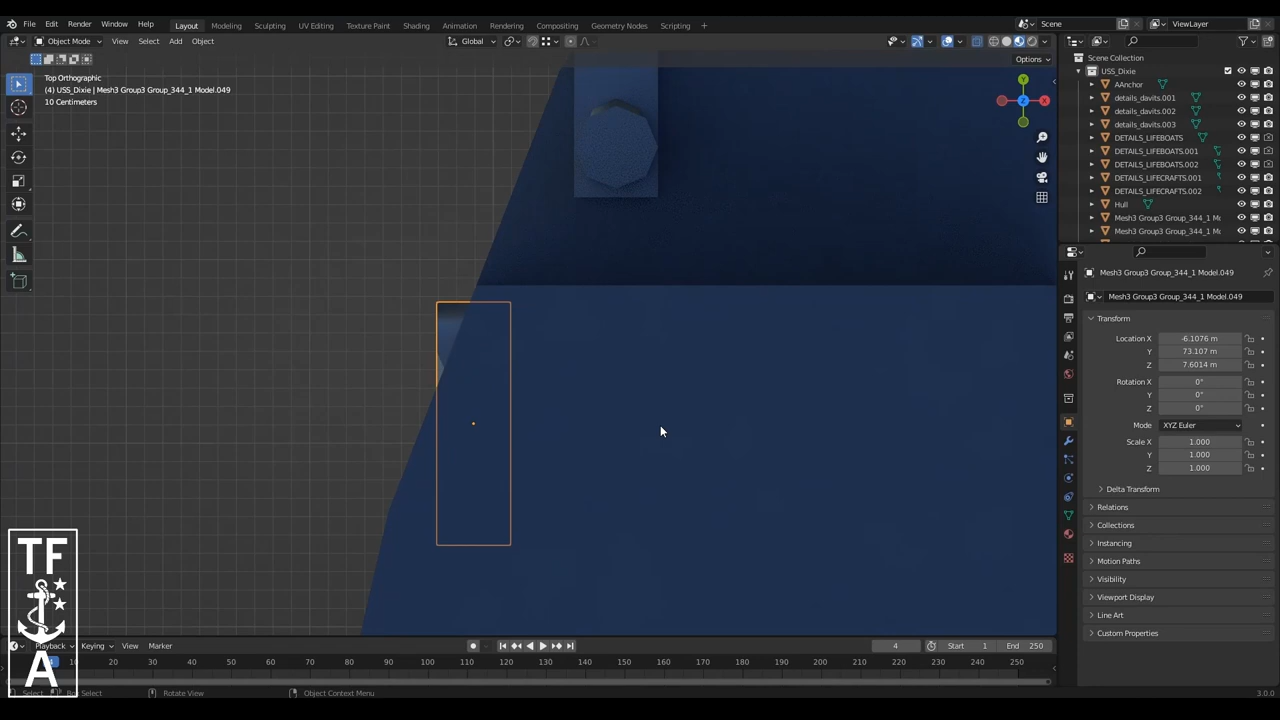 File Edit Render Window Help Layout Modeling Sculpting UV Editing Texture Paint Shading Animation Rendering Compositing Geometry Nodes Scripting + Scene ViewLayer
Object Mode View Select Add Object Global
Options
Top Orthographic
(4) USS_Dixie | Mesh3 Group3 Group_344_1 Model.049
10 Centimeters
Y
Z
X
Scene Collection
USS_Dixie
AAnchor
details_davits.001
details_davits.002
details_davits.003
DETAILS_LIFEBOATS
DETAILS_LIFEBOATS.001
DETAILS_LIFEBOATS.002
DETAILS_LIFECRAFTS.001
DETAILS_LIFECRAFTS.002
Hull
Mesh3 Group3 Group_344_1 Mo
Mesh3 Group3 Group_344_1 Mo
Mesh3 Group3 Group_344_1 Model.049
Mesh3 Group3 Group_344_1 Model.049
Transform
Location X -6.1076 m
Y 73.107 m
Z 7.6014 m
Rotation X 0°
Y 0°
Z 0°
Mode XYZ Euler
Scale X 1.000
Y 1.000
Z 1.000
Delta Transform
Relations
Collections
Instancing
Motion Paths
Visibility
Viewport Display
Line Art
Custom Properties
TF
A
Playback Keying View Marker 4 Start 1 End 250
4 10 20 30 40 50 60 70 80 90 100 110 120 130 140 150 160 170 180 190 200 210 220 230 240 250
Select Box Select Rotate View Object Context Menu 3.0.0